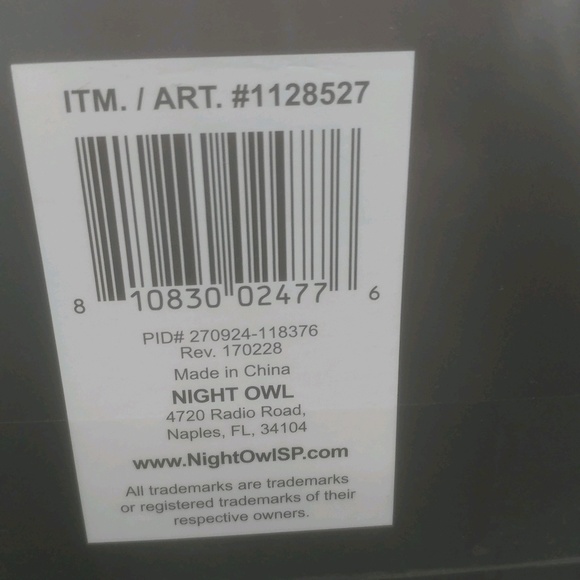 ITM. / ART. #1128527
8 10830 02477 6
PID# 270924-118376
Rev. 170228
Made in China
NIGHT OWL
4720 Radio Road,
Naples, FL, 34104
www.NightOwlSP.com
All trademarks are trademarks
or registered trademarks of their
respective owners.